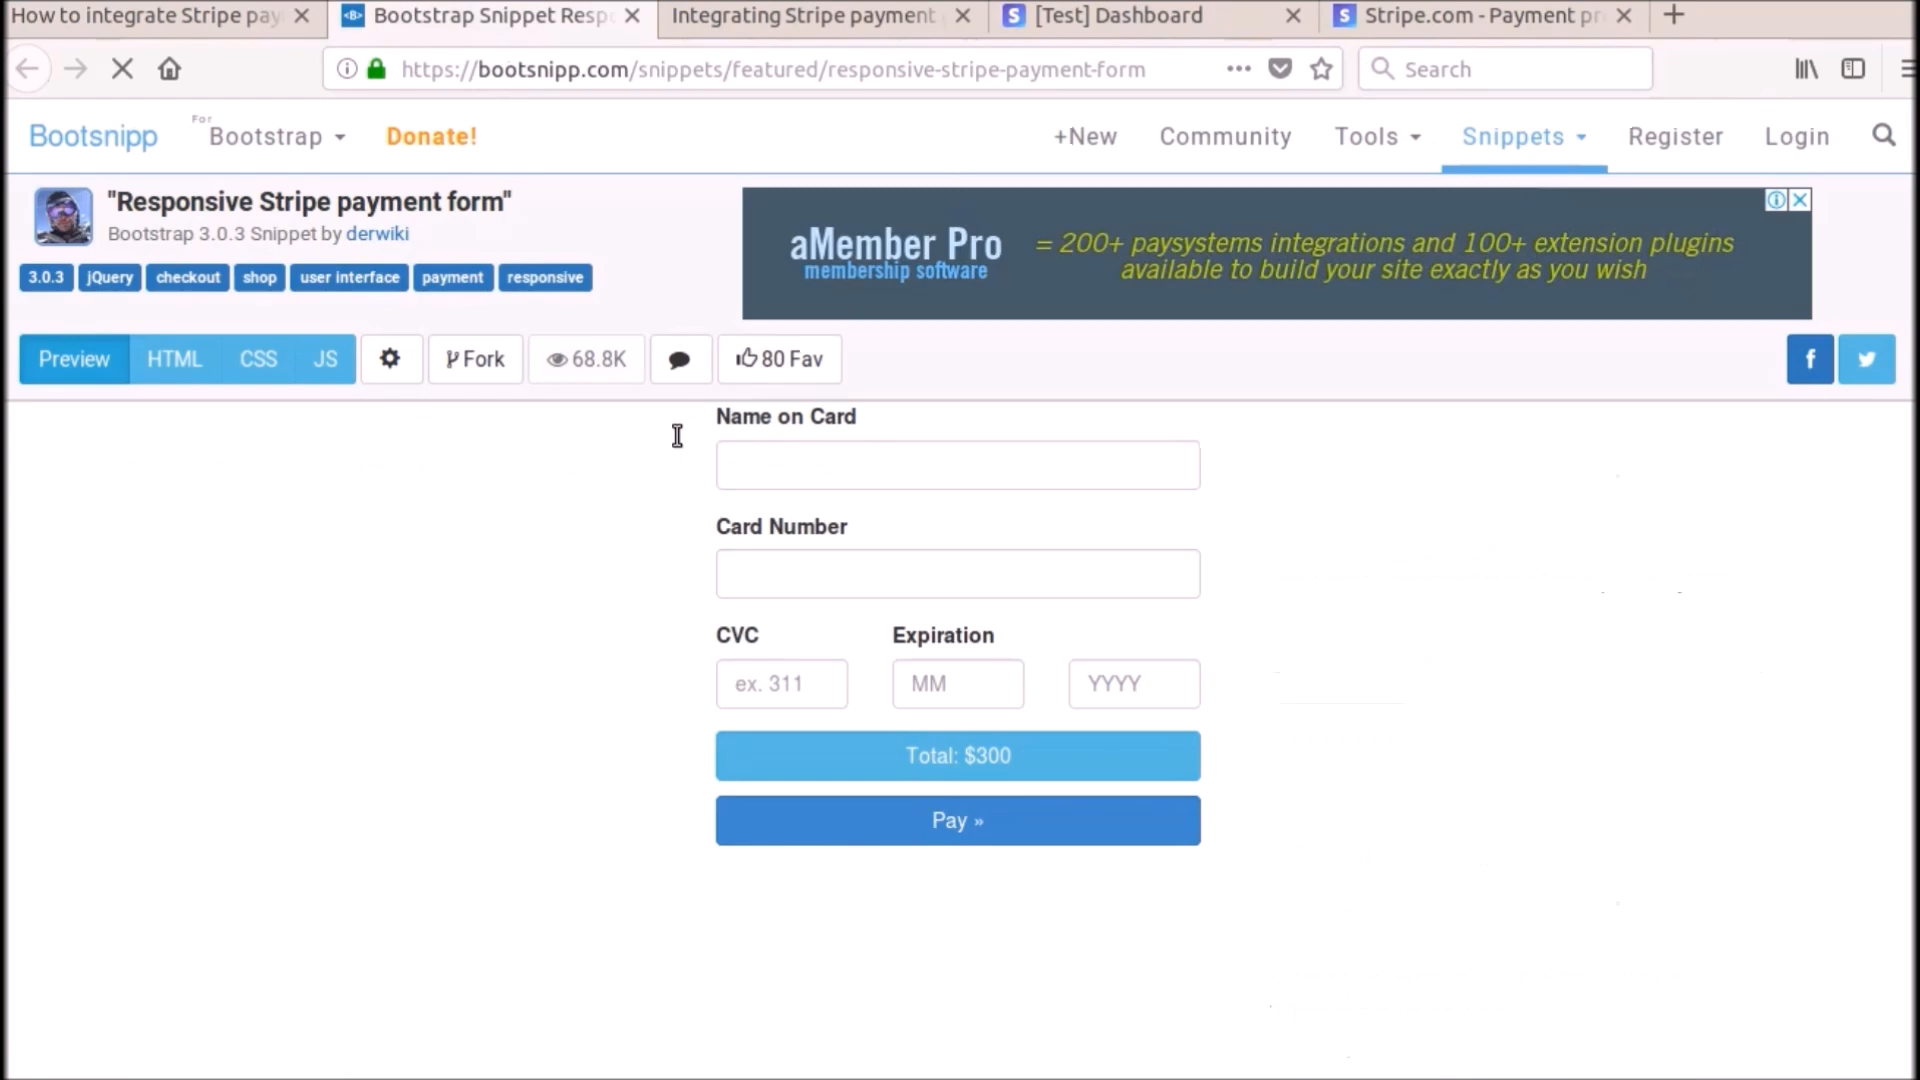 How to integrate Stripe pay
Bootstrap Snippet Resp
Integrating Stripe payment
[Test] Dashboard
Stripe.com - Payment pr
https://bootsnipp.com/snippets/featured/responsive-stripe-payment-form
Search
Bootsnipp
For
Bootstrap
Donate!
+New
Community
Tools
Snippets
Register
Login
"Responsive Stripe payment form"
Bootstrap 3.0.3 Snippet by derwiki
3.0.3 jQuery checkout shop user interface payment responsive
aMember Pro
membership software
= 200+ paysystems integrations and 100+ extension plugins
available to build your site exactly as you wish
Preview HTML CSS JS
Fork
68.8K
80 Fav
Name on Card
Card Number
CVC
Expiration
ex. 311
MM
YYYY
Total: $300
Pay »